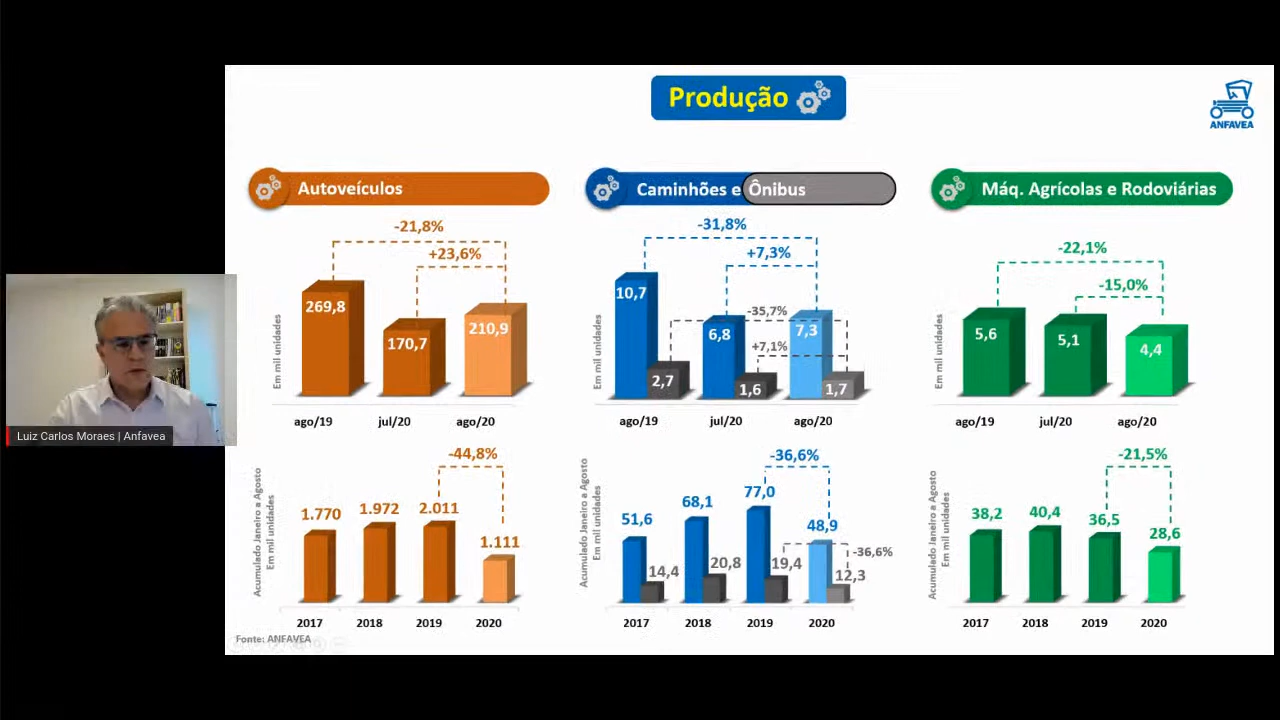 Produção
ANFAVEA
Autoveículos
-21,8%
+23,6%
269,8
170,7
210,9
Em mil unidades
ago/19 jul/20 ago/20
-44,8%
1.770
1.972
2.011
1.111
Acumulado Janeiro a Agosto
Em mil unidades
2017 2018 2019 2020
Fonte: ANFAVEA
Caminhões e Ônibus
-31,8%
+7,3%
-35,7%
+7,1%
10,7
2,7
6,8
1,6
7,3
1,7
Em mil unidades
ago/19 jul/20 ago/20
-36,6%
-36,6%
51,6
14,4
68,1
20,8
77,0
19,4
48,9
12,3
Acumulado Janeiro a Agosto
Em mil unidades
2017 2018 2019 2020
Máq. Agrícolas e Rodoviárias
-22,1%
-15,0%
5,6
5,1
4,4
Em mil unidades
ago/19 jul/20 ago/20
-21,5%
38,2
40,4
36,5
28,6
Acumulado Janeiro a Agosto
Em mil unidades
2017 2018 2019 2020
Luiz Carlos Moraes | Anfavea